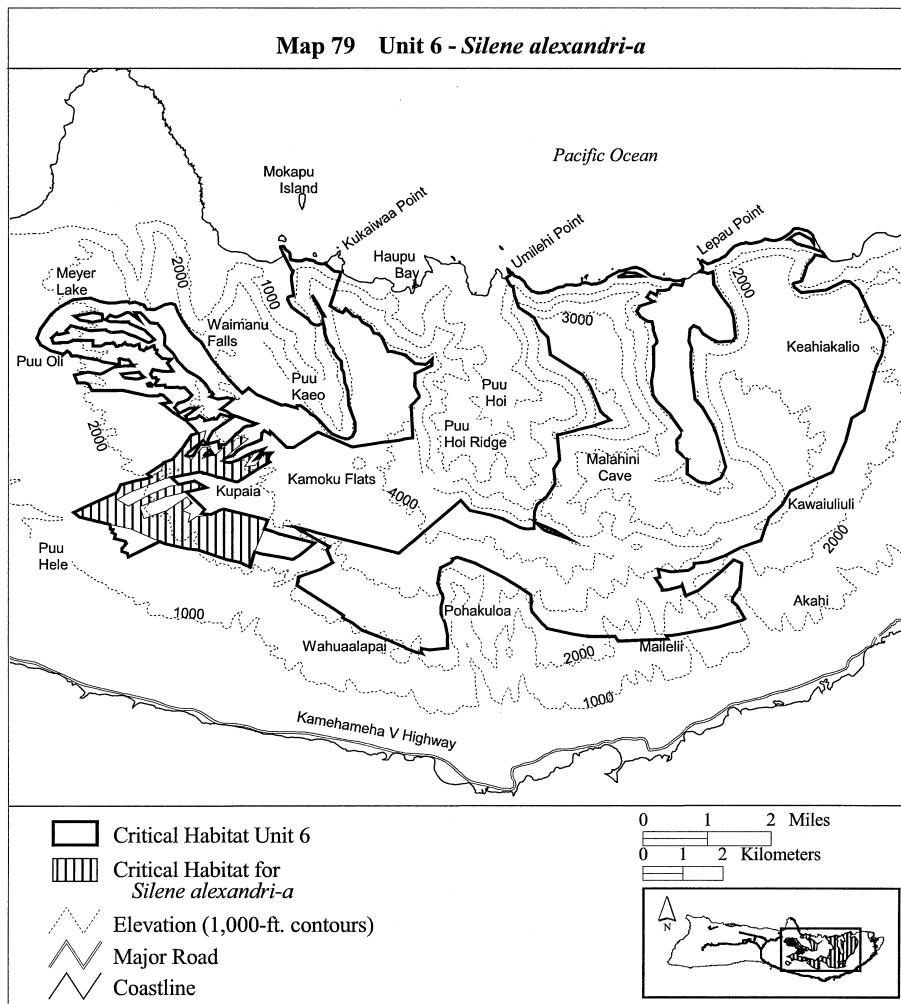 Map 79 Unit 6 - Silene alexandri-a
Pacific Ocean
Mokapu
Island
Kukaiwaa Point
Haupu
Bay
Umilehi Point
Lepau Point
Meyer
Lake
2000
1000
2000
3000
Waimanu
Falls
Keahiakalio
Puu Oli
Puu
Kaeo
Puu
Hoi
Puu
Hoi Ridge
2000
Malahini
Cave
Kamoku Flats
Kupaia
4000
Kawaiuliuli
2000
Puu
Hele
1000
Pohakuloa
Akahi
Wahuaalapai
2000
Mailelii
1000
Kamehameha V Highway
Critical Habitat Unit 6
Critical Habitat for
Silene alexandri-a
Elevation (1,000-ft. contours)
Major Road
Coastline
0 1 2 Miles
0 1 2 Kilometers
N